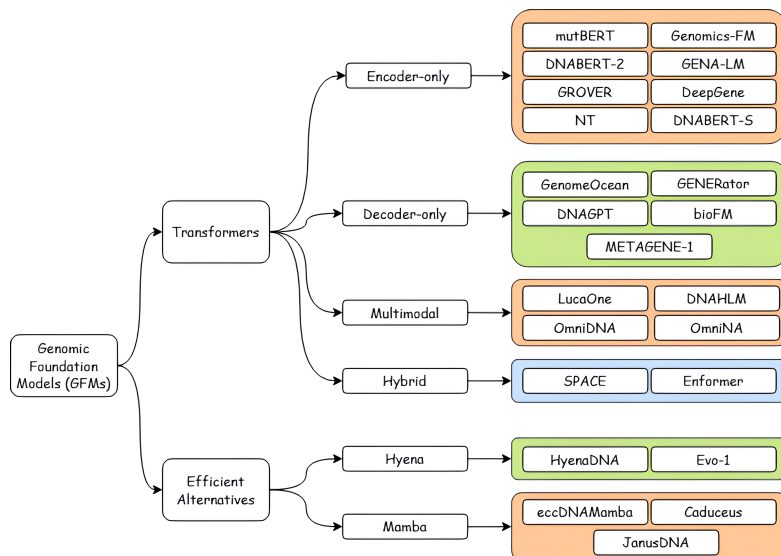 mutBERT
Genomics-FM
DNABERT-2
GENA-LM
Encoder-only
GROVER
DeepGene
NT
DNABERT-S
GenomeOcean
GENERator
Decoder-only
DNAGPT
bioFM
METAGENE-1
Transformers
LucaOne
DNAHLM
Multimodal
OmniDNA
OmniNA
Genomic
Foundation
Models (GFMs)
Hybrid
SPACE
Enformer
Hyena
HyenaDNA
Evo-1
Efficient
Alternatives
Mamba
eccDNAMamba
Caduceus
JanusDNA